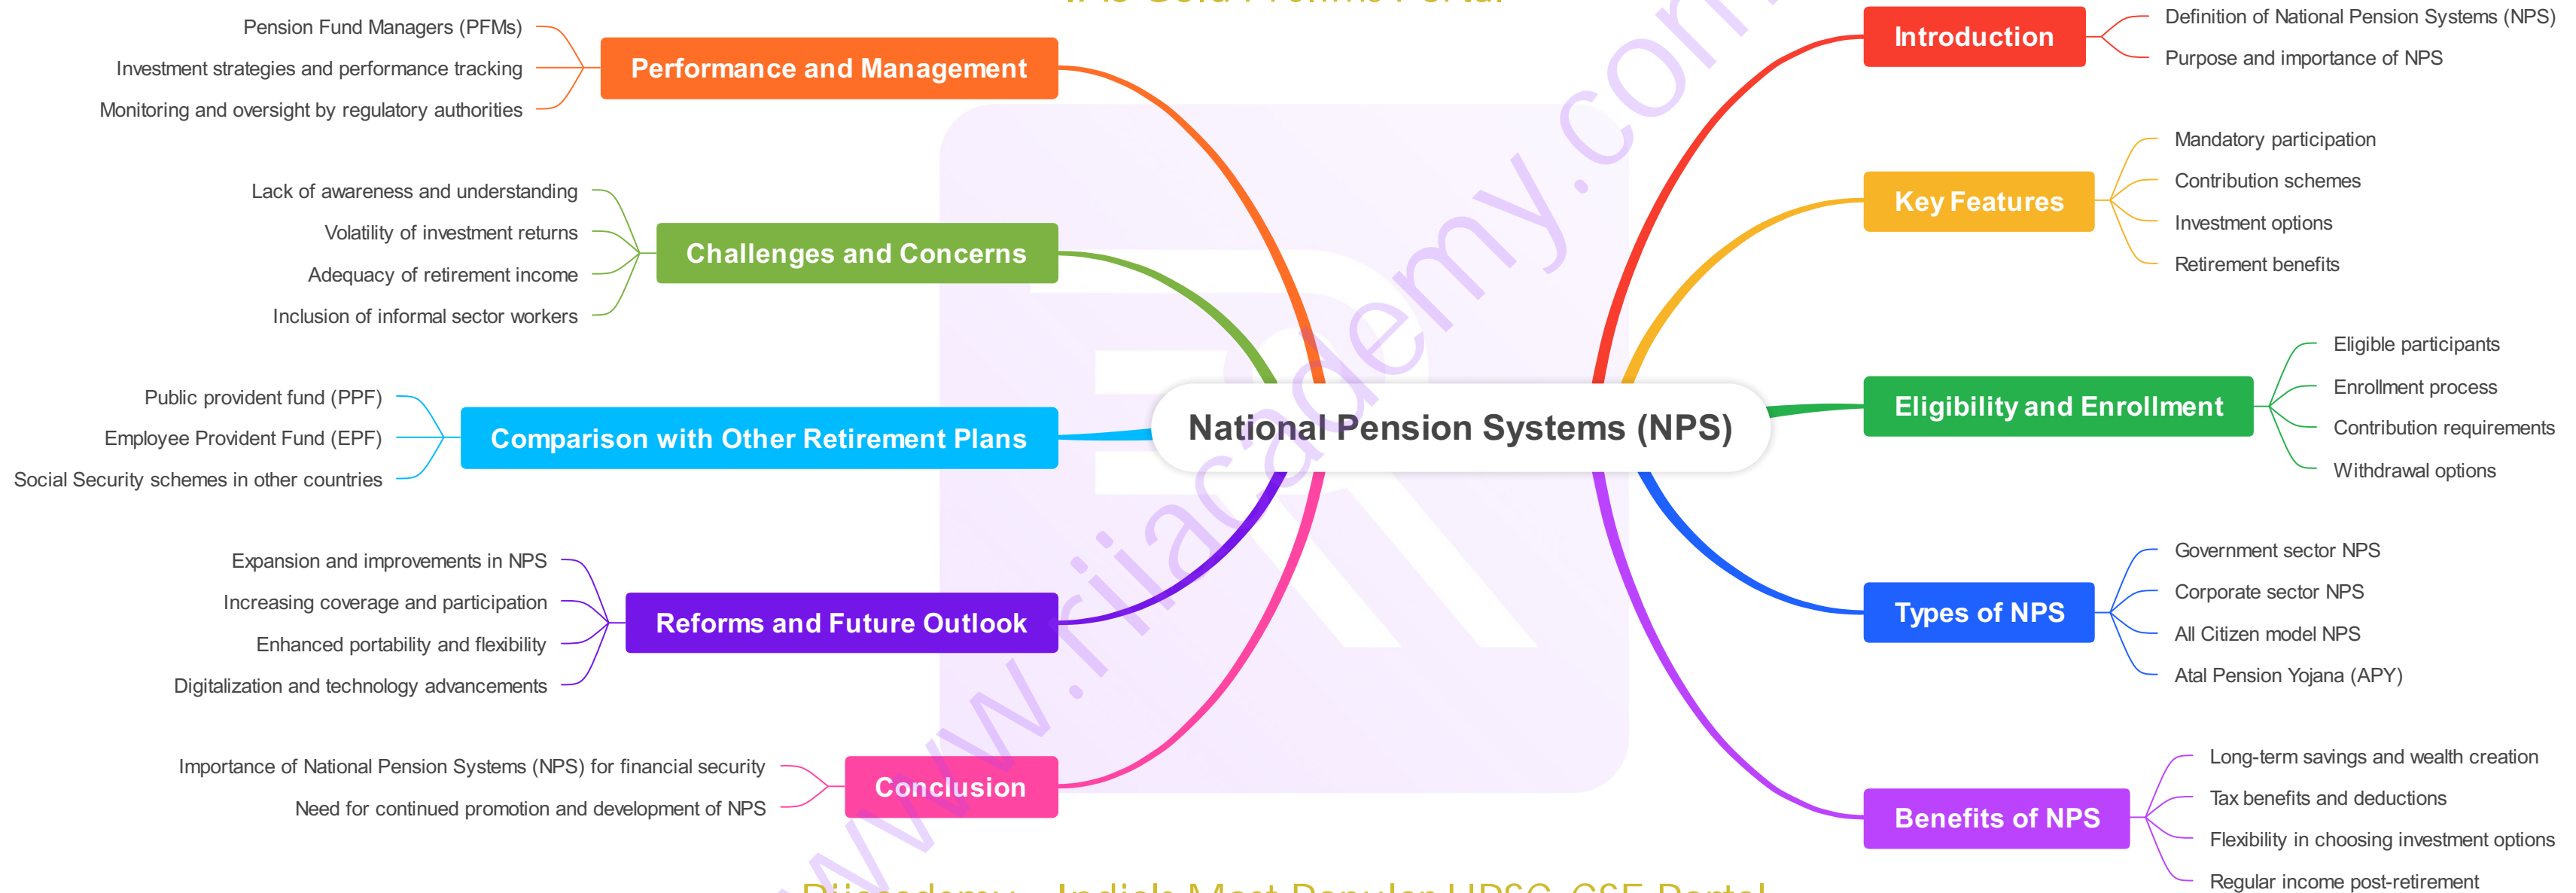 National Pension Systems (NPS)
Introduction
Definition of National Pension Systems (NPS)
Purpose and importance of NPS
Key Features
Mandatory participation
Contribution schemes
Investment options
Retirement benefits
Eligibility and Enrollment
Eligible participants
Enrollment process
Contribution requirements
Withdrawal options
Types of NPS
Government sector NPS
Corporate sector NPS
All Citizen model NPS
Atal Pension Yojana (APY)
Benefits of NPS
Long-term savings and wealth creation
Tax benefits and deductions
Flexibility in choosing investment options
Regular income post-retirement
Performance and Management
Pension Fund Managers (PFMs)
Investment strategies and performance tracking
Monitoring and oversight by regulatory authorities
Challenges and Concerns
Lack of awareness and understanding
Volatility of investment returns
Adequacy of retirement income
Inclusion of informal sector workers
Comparison with Other Retirement Plans
Public provident fund (PPF)
Employee Provident Fund (EPF)
Social Security schemes in other countries
Reforms and Future Outlook
Expansion and improvements in NPS
Increasing coverage and participation
Enhanced portability and flexibility
Digitalization and technology advancements
Conclusion
Importance of National Pension Systems (NPS) for financial security
Need for continued promotion and development of NPS
www.rijacademy.com